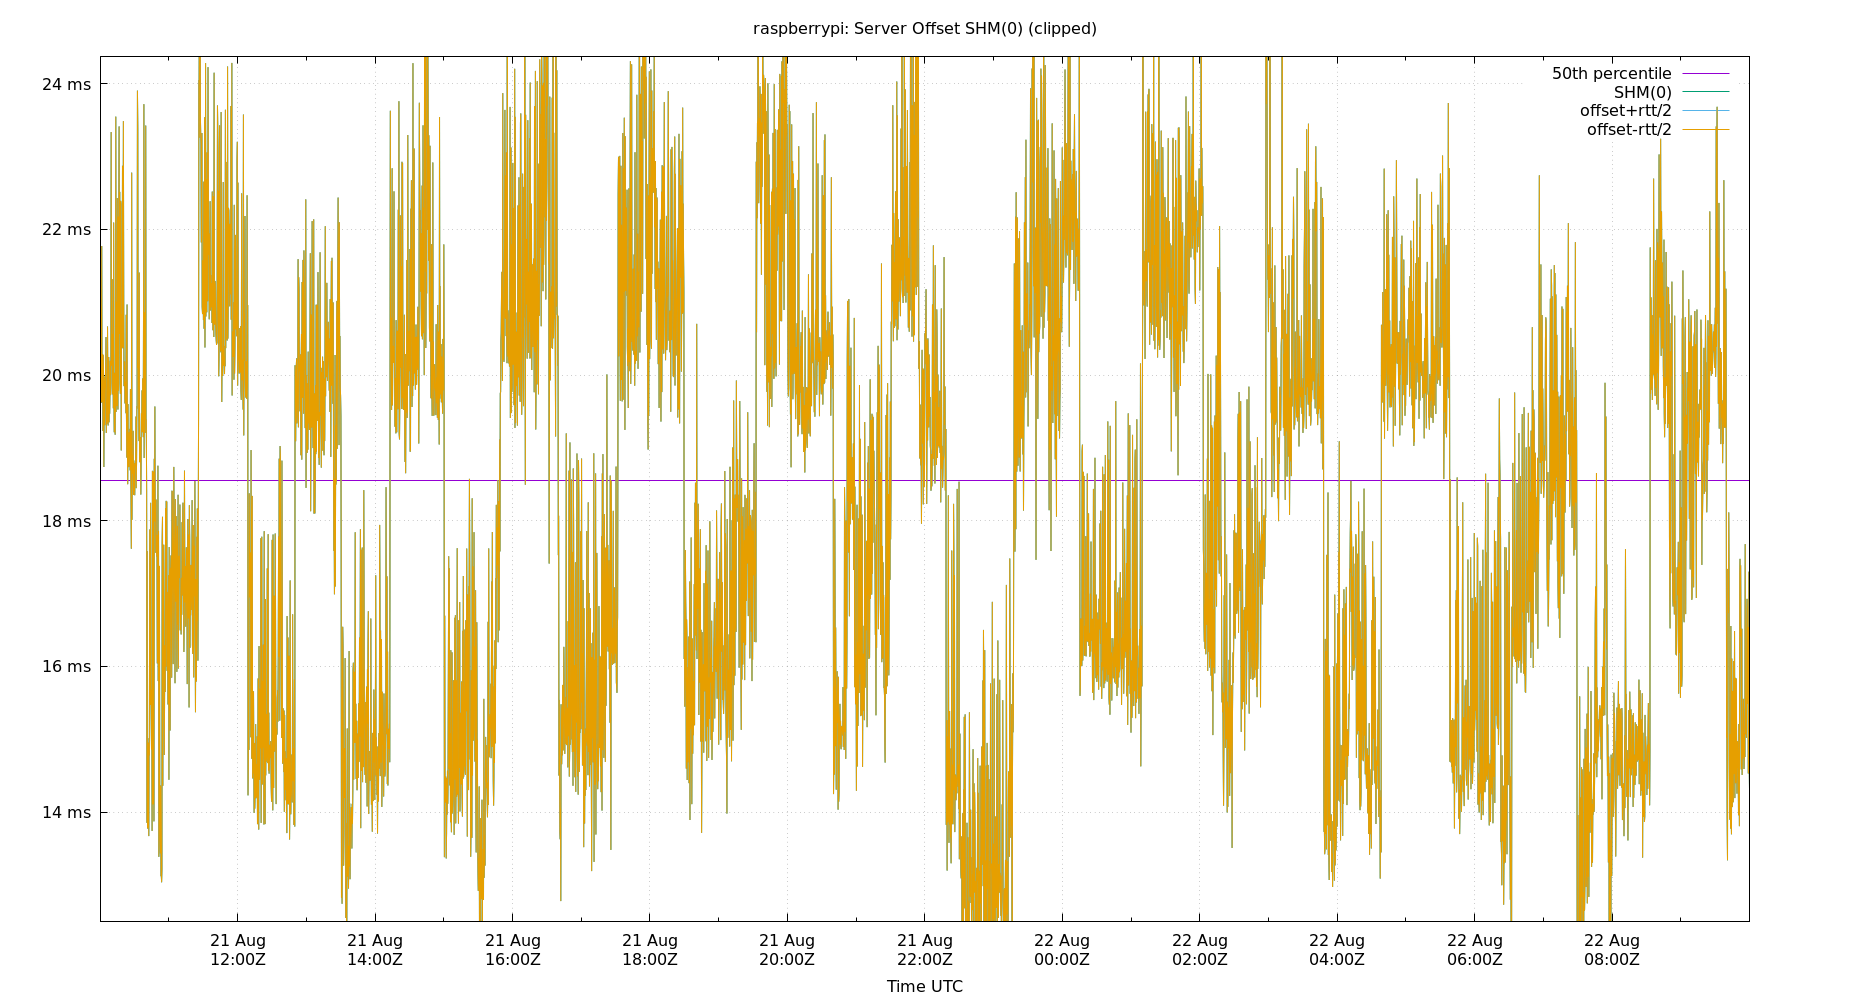 raspberrypi: Server Offset SHM(0) (clipped)
50th percentile
SHM(0)
offset+rtt/2
offset-rtt/2
24 ms
22 ms
20 ms
18 ms
16 ms
14 ms
21 Aug 21 Aug 21 Aug 21 Aug 21 Aug 21 Aug 22 Aug 22 Aug 22 Aug 22 Aug 22 Aug
12:00Z 14:00Z 16:00Z 18:00Z 20:00Z 22:00Z 00:00Z 02:00Z 04:00Z 06:00Z 08:00Z
Time UTC